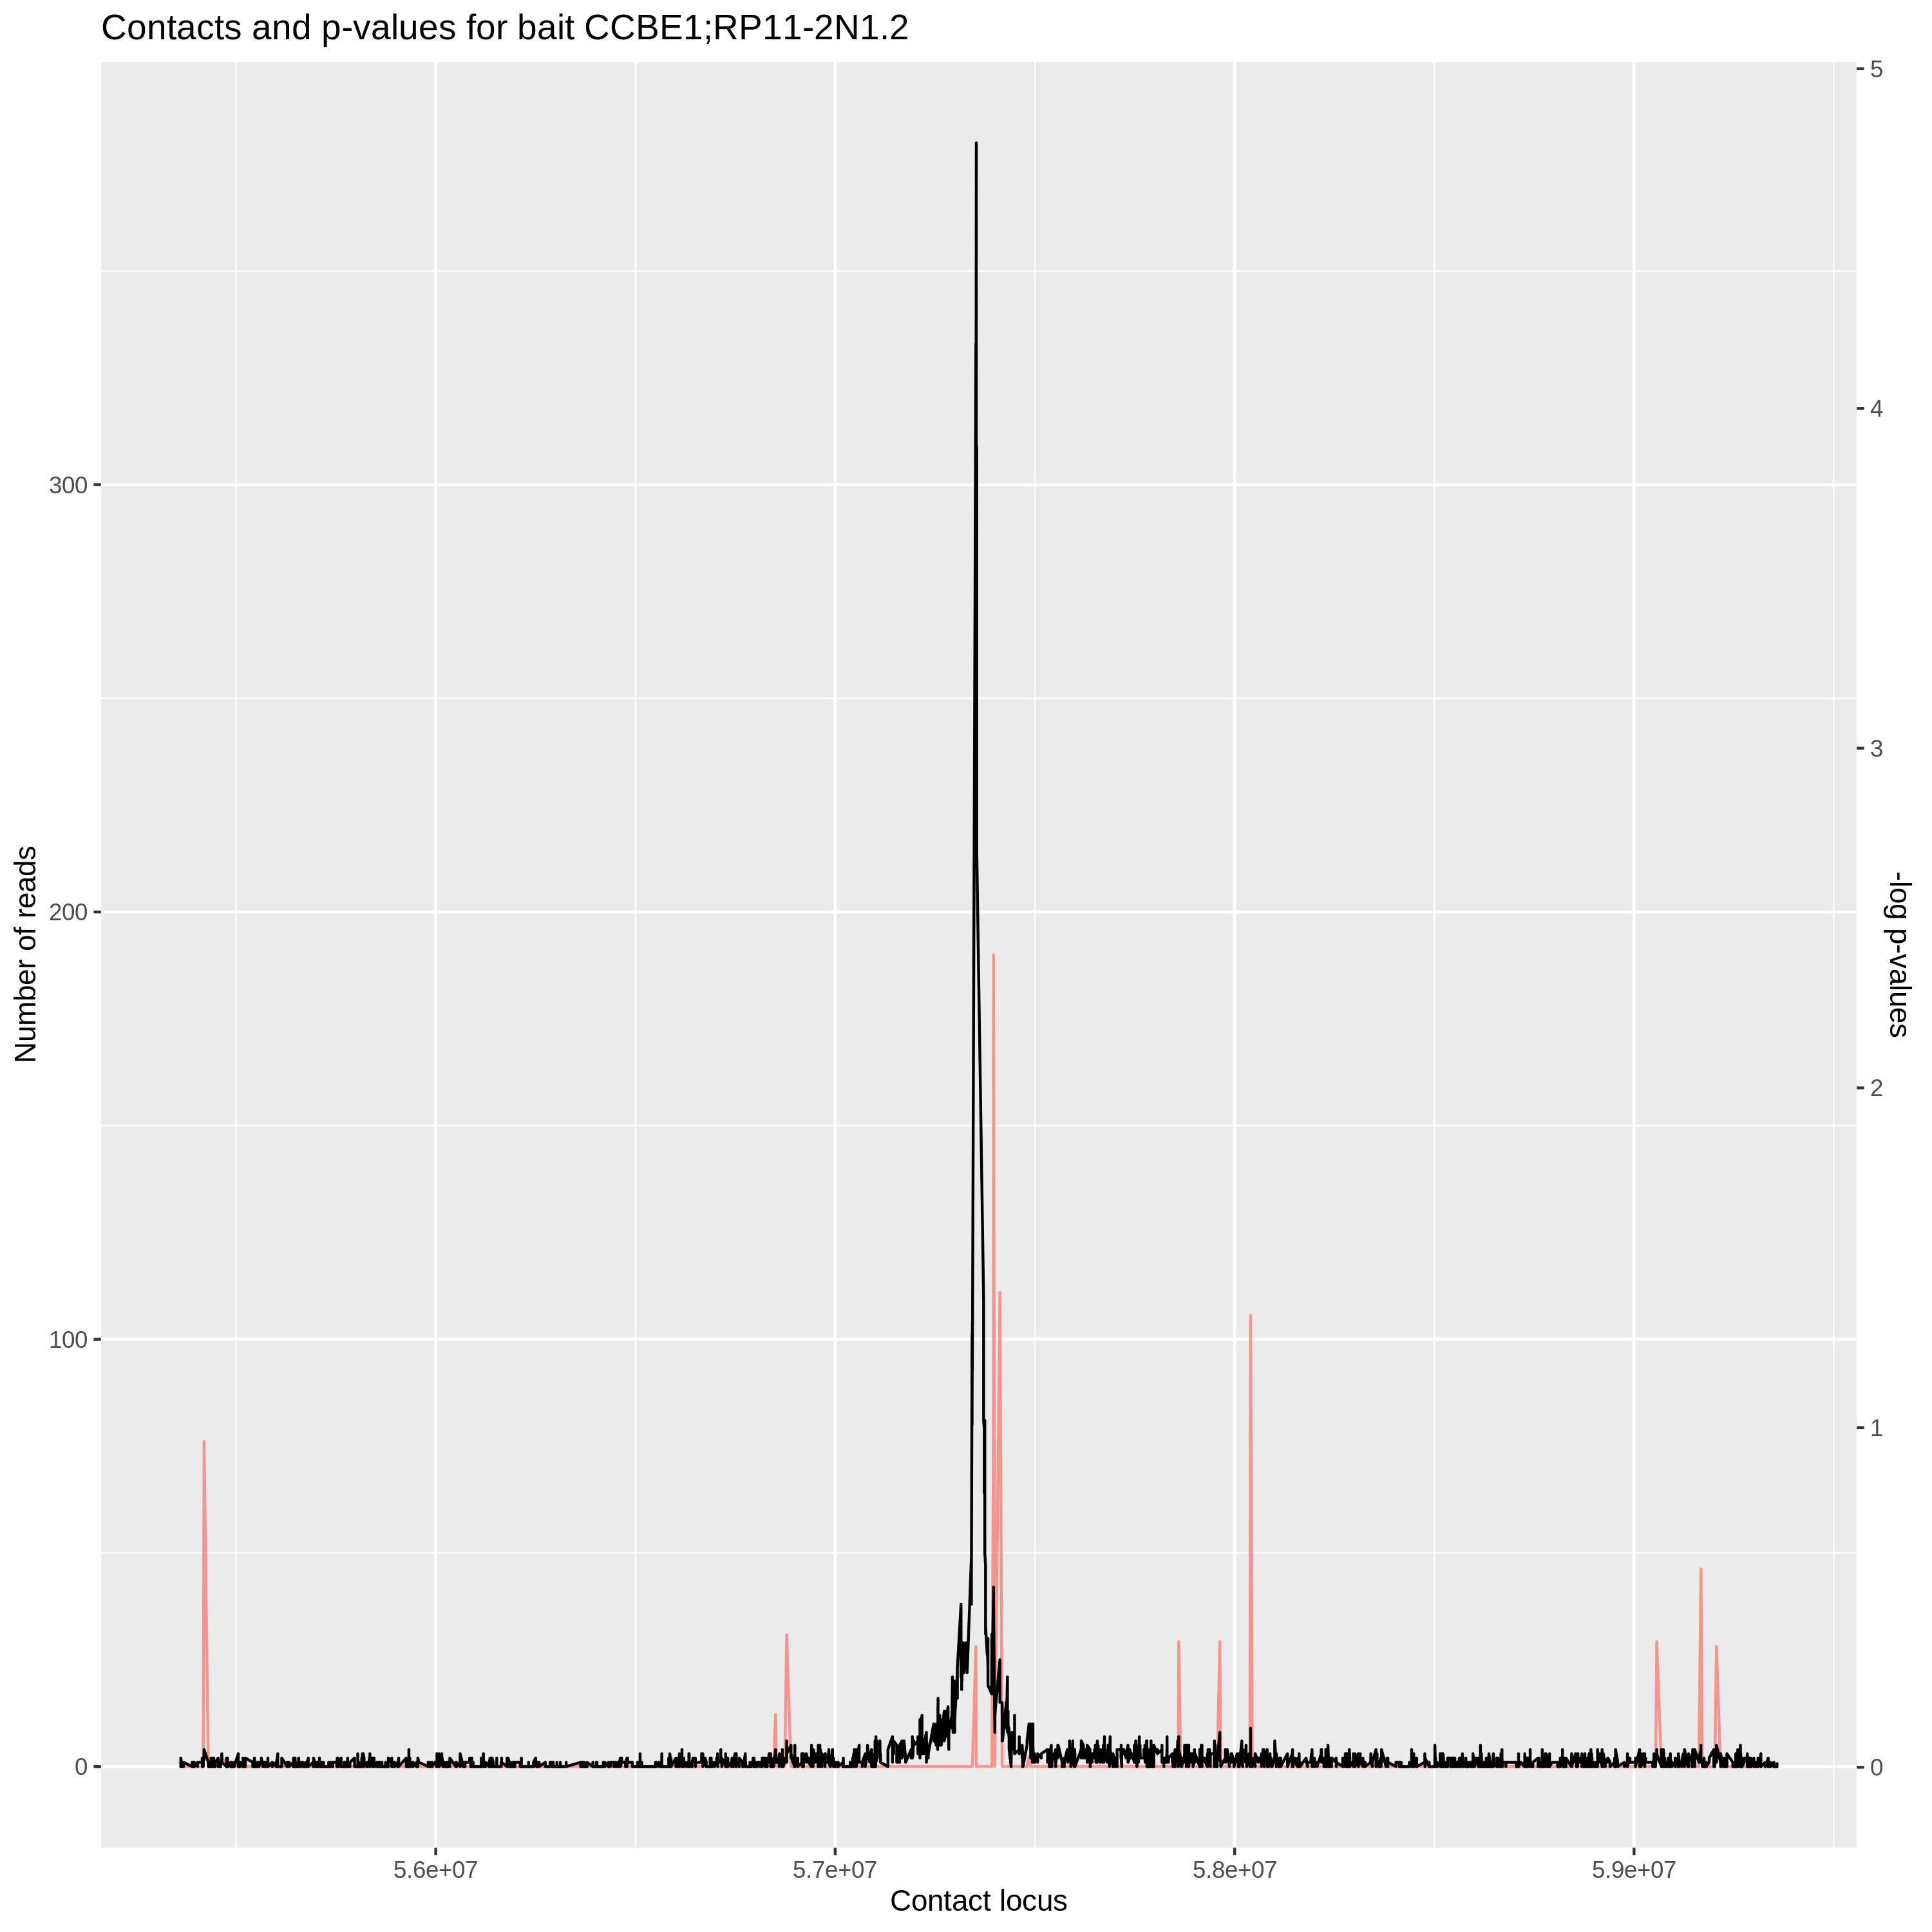 Contacts and p-values for bait CCBE1;RP11-2N1.2
5
4
3
2
1
0
300
200
100
0
Number of reads
-log p-values
5.6e+07
5.7e+07
5.8e+07
5.9e+07
Contact locus